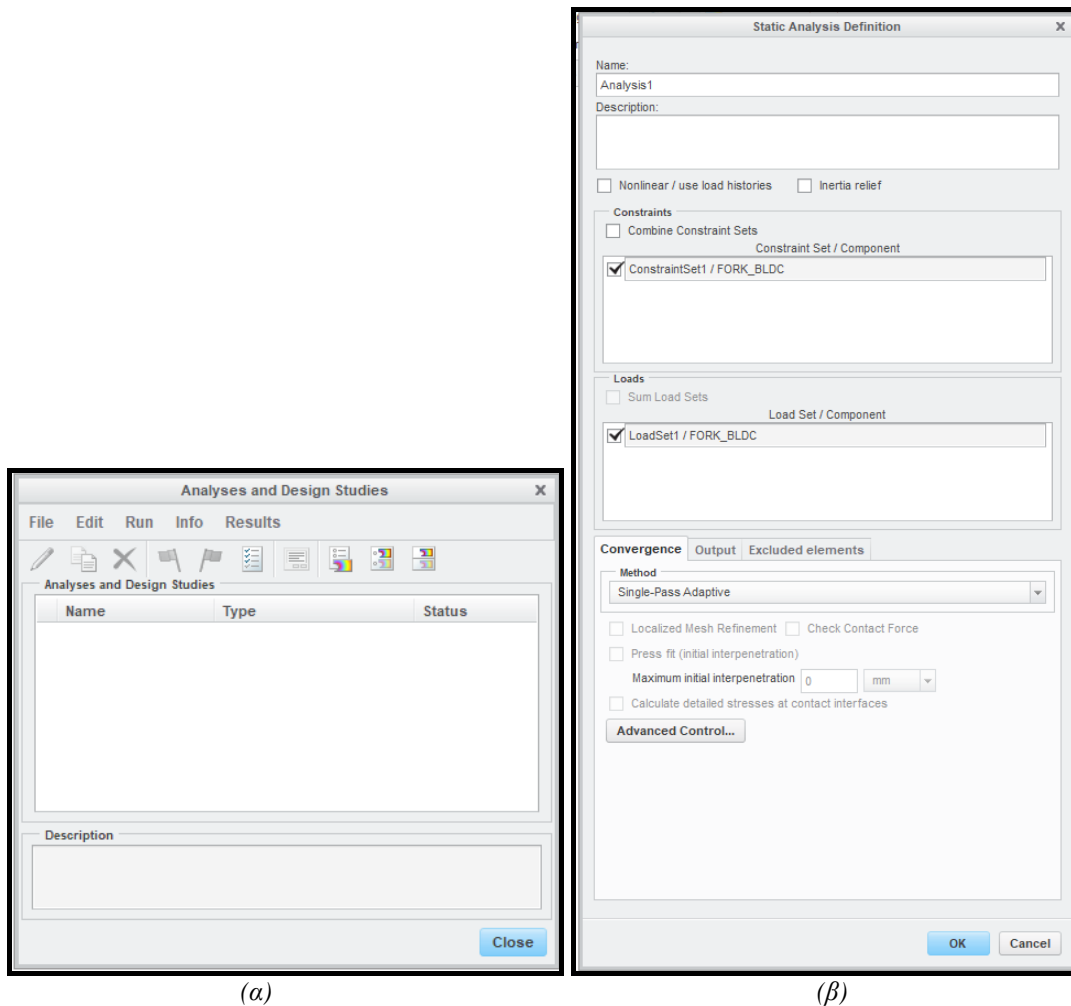 Analyses and Design Studies x
File Edit Run Info Results
Analyses and Design Studies
Name Type Status
Description
Close
(α)
Static Analysis Definition x
Name:
Analysis1
Description:
Nonlinear / use load histories Inertia relief
Constraints
Combine Constraint Sets
Constraint Set / Component
ConstraintSet1 / FORK_BLDC
Loads
Sum Load Sets
Load Set / Component
LoadSet1 / FORK_BLDC
Convergence Output Excluded elements
Method
Single-Pass Adaptive
Localized Mesh Refinement Check Contact Force
Press fit (initial interpenetration)
Maximum initial interpenetration 0 mm
Calculate detailed stresses at contact interfaces
Advanced Control...
OK Cancel
(β)